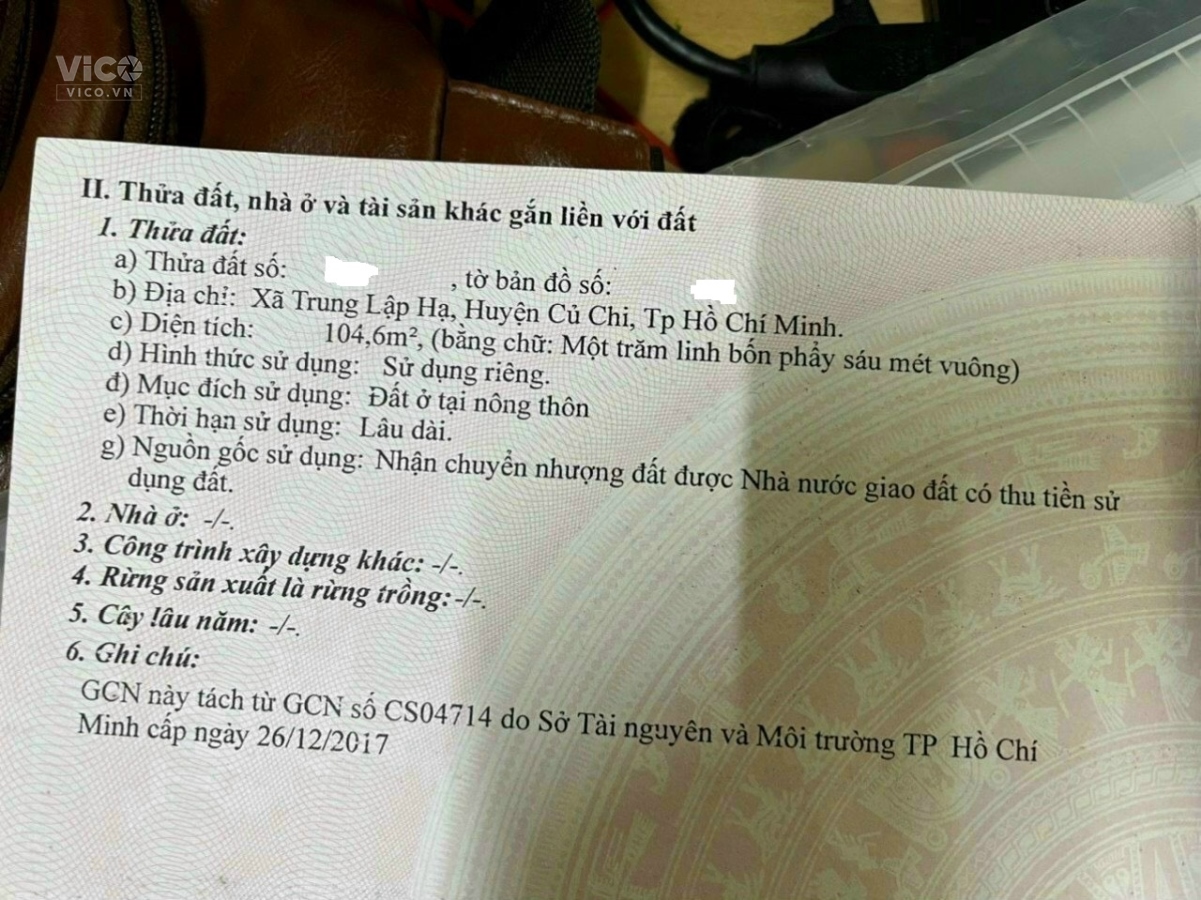 VICO
VICO.VN
II. Thửa đất, nhà ở và tài sản khác gắn liền với đất
1. Thửa đất:
a) Thửa đất số: , tờ bản đồ số:
b) Địa chỉ: Xã Trung Lập Hạ, Huyện Củ Chi, Tp Hồ Chí Minh.
c) Diện tích: 104,6m², (bằng chữ: Một trăm linh bốn phẩy sáu mét vuông)
d) Hình thức sử dụng: Sử dụng riêng.
đ) Mục đích sử dụng: Đất ở tại nông thôn
e) Thời hạn sử dụng: Lâu dài.
g) Nguồn gốc sử dụng: Nhận chuyển nhượng đất được Nhà nước giao đất có thu tiền sử
dụng đất.
2. Nhà ở: -/-.
3. Công trình xây dựng khác: -/-.
4. Rừng sản xuất là rừng trồng: -/-.
5. Cây lâu năm: -/-.
6. Ghi chú:
GCN này tách từ GCN số CS04714 do Sở Tài nguyên và Môi trường TP Hồ Chí
Minh cấp ngày 26/12/2017